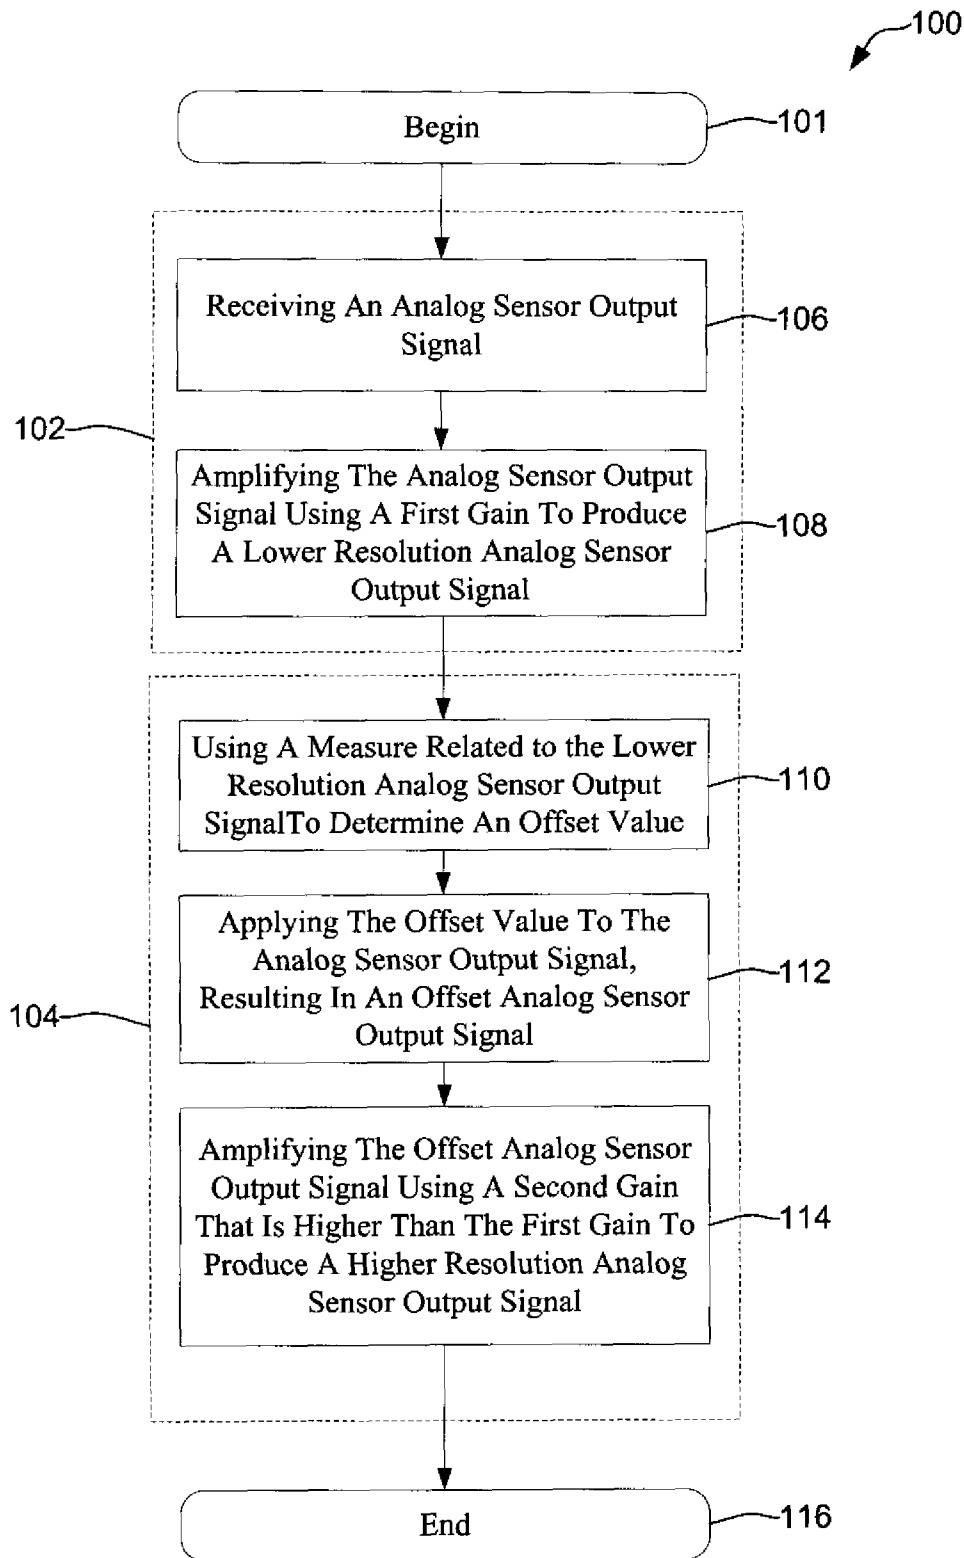 100
Begin
101
Receiving An Analog Sensor Output
Signal
106
102
Amplifying The Analog Sensor Output
Signal Using A First Gain To Produce
A Lower Resolution Analog Sensor
Output Signal
108
Using A Measure Related to the Lower
Resolution Analog Sensor Output
SignalTo Determine An Offset Value
110
Applying The Offset Value To The
Analog Sensor Output Signal,
Resulting In An Offset Analog Sensor
Output Signal
112
104
Amplifying The Offset Analog Sensor
Output Signal Using A Second Gain
That Is Higher Than The First Gain To
Produce A Higher Resolution Analog
Sensor Output Signal
114
End
116